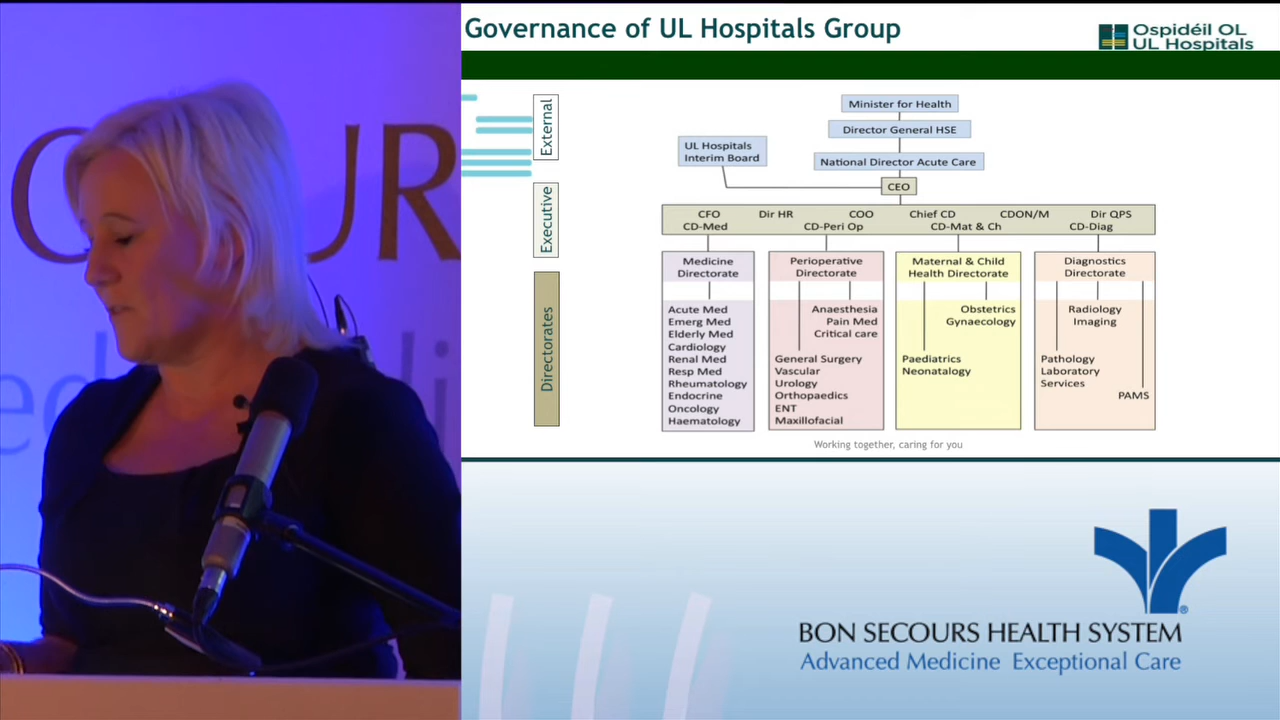 Governance of UL Hospitals Group
Ospidéil OL
UL Hospitals
External
Executive
Directorates
Minister for Health
Director General HSE
National Director Acute Care
UL Hospitals
Interim Board
CEO
CFO Dir HR COO Chief CD CDON/M Dir QPS
CD-Med CD-Peri Op CD-Mat & Ch CD-Diag
Medicine
Directorate
Acute Med
Emerg Med
Elderly Med
Cardiology
Renal Med
Resp Med
Rheumatology
Endocrine
Oncology
Haematology
Perioperative
Directorate
Anaesthesia
Pain Med
Critical care
General Surgery
Vascular
Urology
Orthopaedics
ENT
Maxillofacial
Maternal & Child
Health Directorate
Obstetrics
Gynaecology
Paediatrics
Neonatalogy
Diagnostics
Directorate
Radiology
Imaging
Pathology
Laboratory
Services
PAMS
Working together, caring for you
BON SECOURS HEALTH SYSTEM
Advanced Medicine Exceptional Care